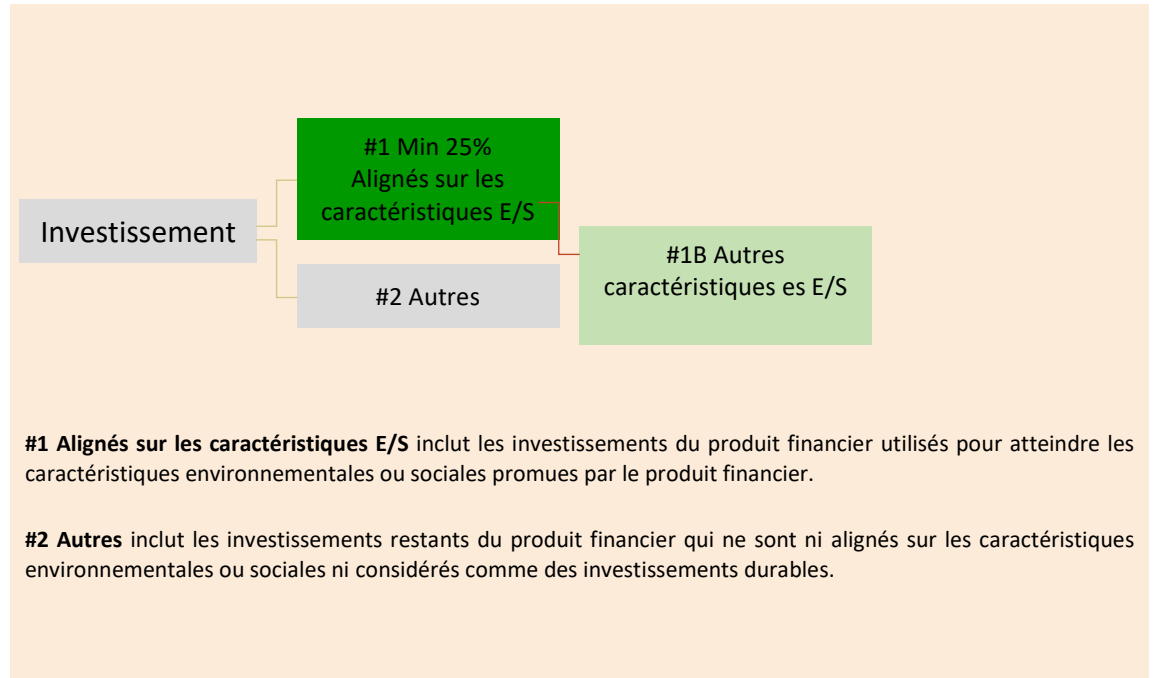 #1 Min 25%
Alignés sur les
caractéristiques E/S
Investissement
#2 Autres
#1B Autres
caractéristiques es E/S
#1 Alignés sur les caractéristiques E/S inclut les investissements du produit financier utilisés pour atteindre les
caractéristiques environnementales ou sociales promues par le produit financier.
#2 Autres inclut les investissements restants du produit financier qui ne sont ni alignés sur les caractéristiques
environnementales ou sociales ni considérés comme des investissements durables.